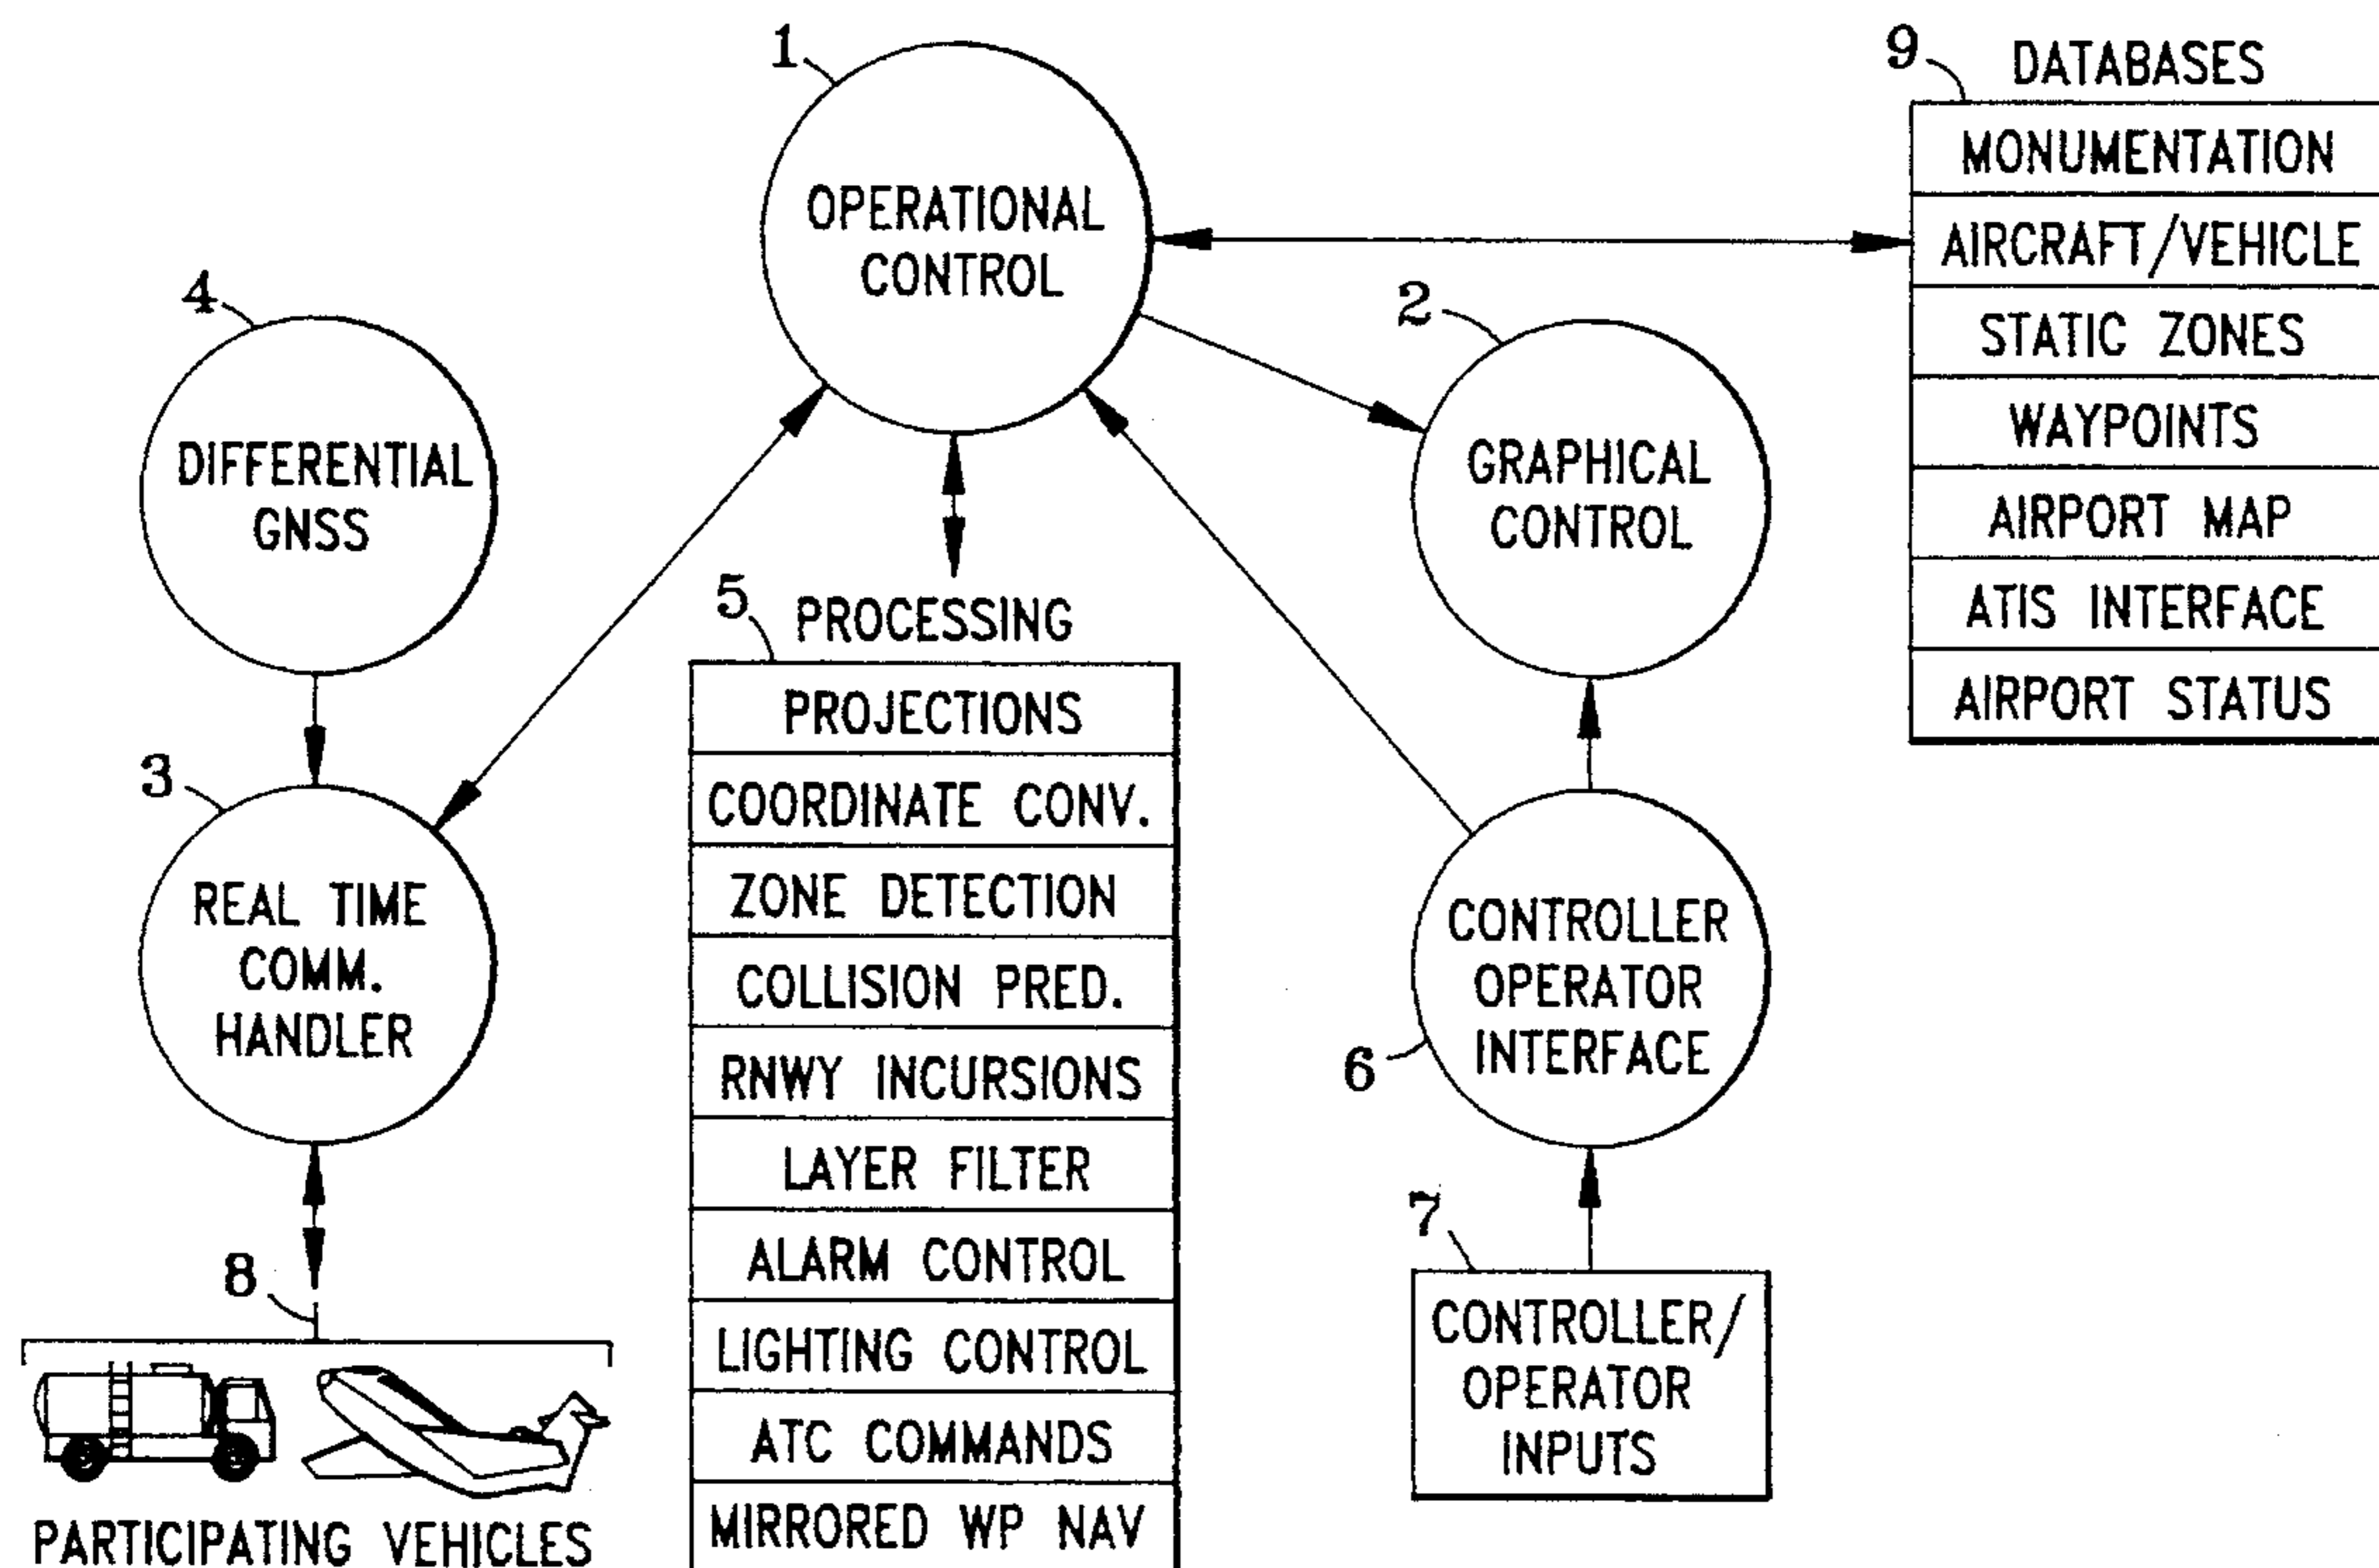 1
OPERATIONAL
CONTROL
9
DATABASES
MONUMENTATION
AIRCRAFT/VEHICLE
STATIC ZONES
WAYPOINTS
AIRPORT MAP
ATIS INTERFACE
AIRPORT STATUS
4
DIFFERENTIAL
GNSS
2
GRAPHICAL
CONTROL
3
REAL TIME
COMM.
HANDLER
5
PROCESSING
PROJECTIONS
COORDINATE CONV.
ZONE DETECTION
COLLISION PRED.
RNWY INCURSIONS
LAYER FILTER
ALARM CONTROL
LIGHTING CONTROL
ATC COMMANDS
MIRRORED WP NAV
CONTROLLER
OPERATOR
INTERFACE
6
7
CONTROLLER/
OPERATOR
INPUTS
8
PARTICIPATING VEHICLES